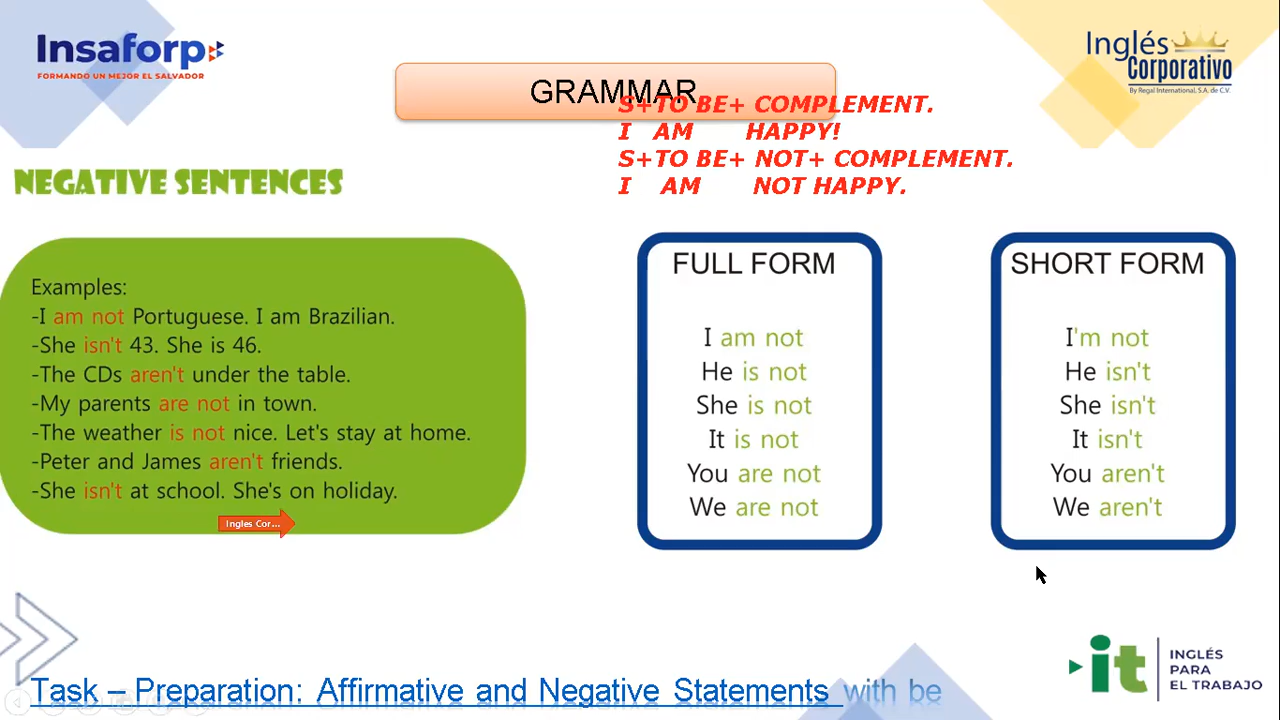 Insaforp
FORMANDO UN MEJOR EL SALVADOR
Inglés
Corporativo
By Regal International, S.A. de C.V.
GRAMMAR
S+TO BE+ COMPLEMENT.
I AM HAPPY!
S+TO BE+ NOT+ COMPLEMENT.
I AM NOT HAPPY.
NEGATIVE SENTENCES
Examples:
-I am not Portuguese. I am Brazilian.
-She isn't 43. She is 46.
-The CDs aren't under the table.
-My parents are not in town.
-The weather is not nice. Let's stay at home.
-Peter and James aren't friends.
-She isn't at school. She's on holiday.
Ingles Cor...
FULL FORM
I am not
He is not
She is not
It is not
You are not
We are not
SHORT FORM
I'm not
He isn't
She isn't
It isn't
You aren't
We aren't
Task – Preparation: Affirmative and Negative Statements with be
it
INGLÉS
PARA
EL TRABAJO